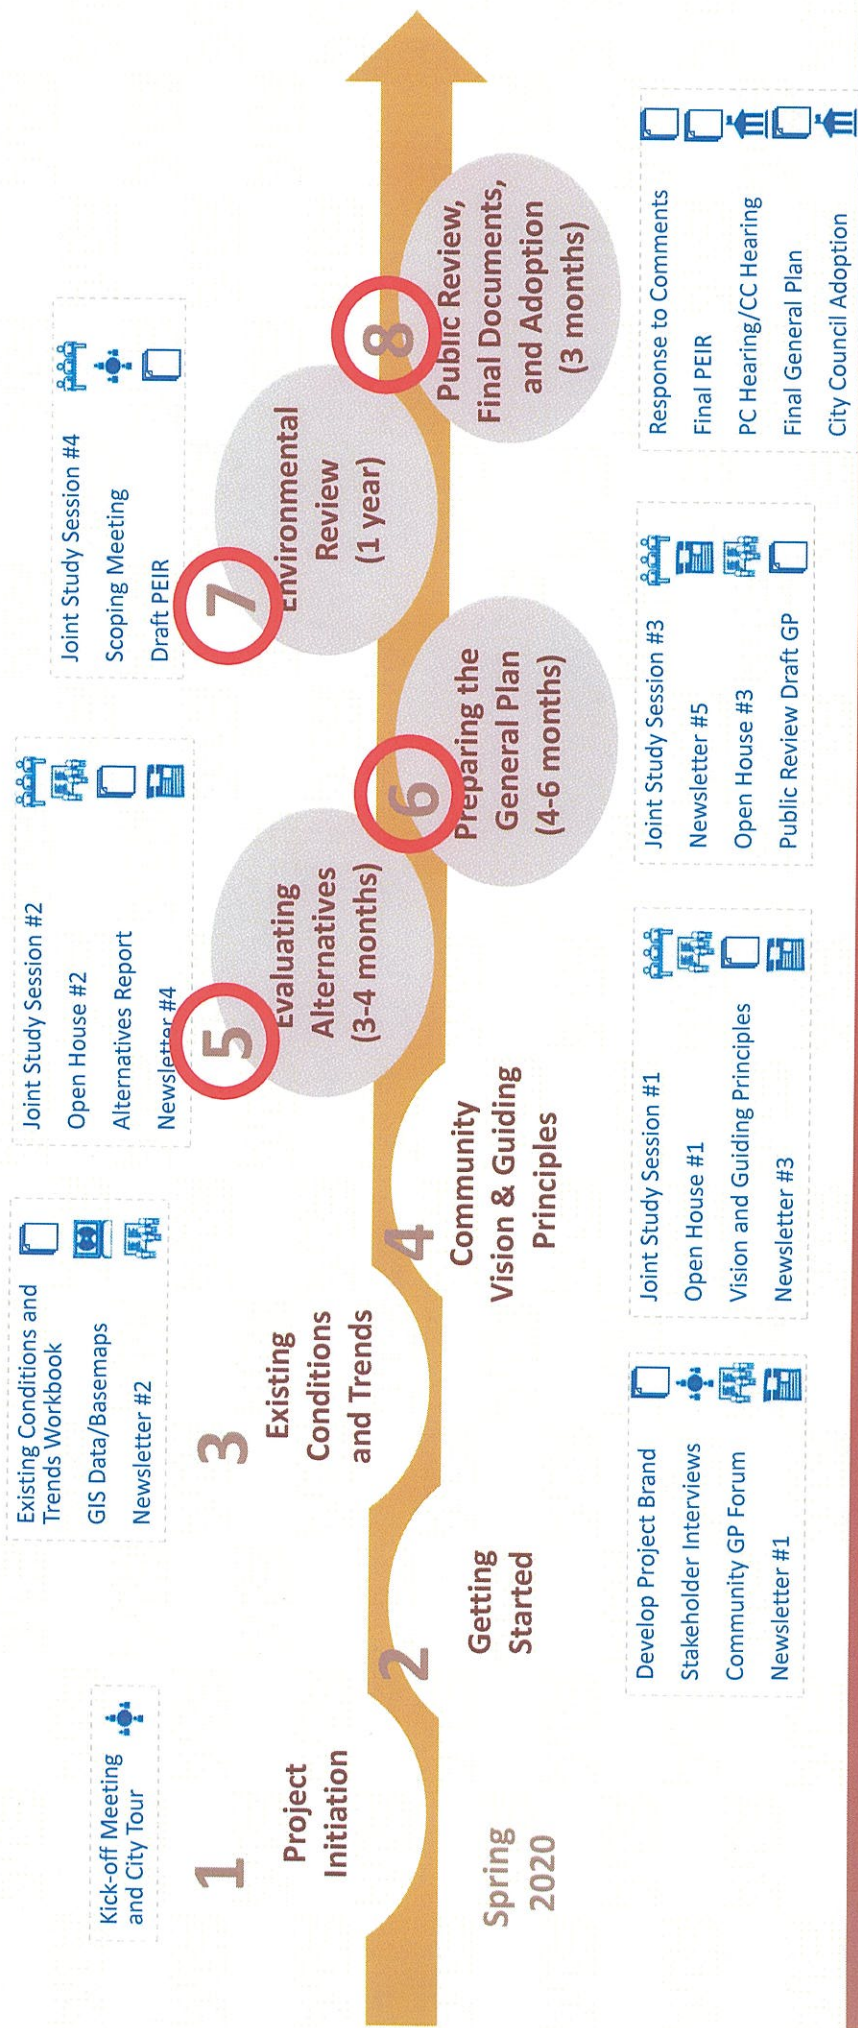 Kick-off Meeting
and City Tour
1
Project
Initiation
Spring
2020
2
Getting
Started
Develop Project Brand
Stakeholder Interviews
Community GP Forum
Newsletter #1
Existing Conditions and
Trends Workbook
GIS Data/Basemaps
Newsletter #2
3
Existing
Conditions
and Trends
4
Community
Vision & Guiding
Principles
Joint Study Session #1
Open House #1
Vision and Guiding Principles
Newsletter #3
Joint Study Session #2
Open House #2
Alternatives Report
Newsletter #4
5
Evaluating
Alternatives
(3-4 months)
6
Preparing the
General Plan
(4-6 months)
Joint Study Session #3
Newsletter #5
Open House #3
Public Review Draft GP
Joint Study Session #4
Scoping Meeting
Draft PEIR
7
Environmental
Review
(1 year)
8
Public Review,
Final Documents,
and Adoption
(3 months)
Response to Comments
Final PEIR
PC Hearing/CC Hearing
Final General Plan
City Council Adoption